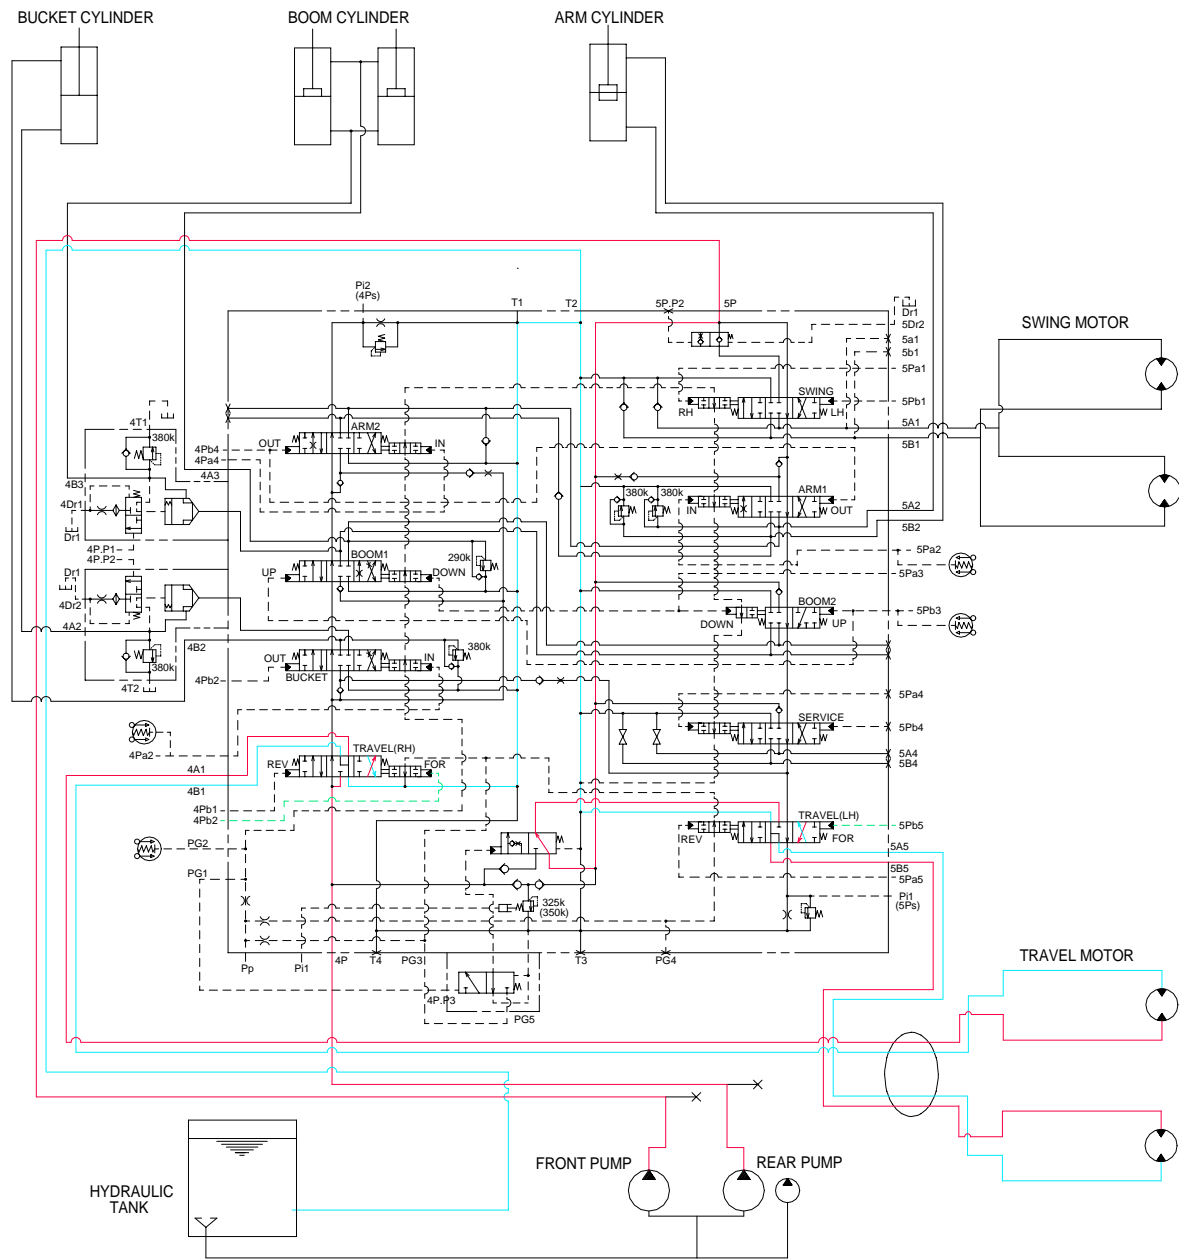 BUCKET CYLINDER
BOOM CYLINDER
ARM CYLINDER
SWING MOTOR
Pi2
(4Ps)
T1
T2
5P.P2
5P
Dr1
5Dr2
5a1
5b1
5Pa1
SWING
RH
LH
5Pb1
5A1
5B1
4T1
380k
4Pb4
4Pa4
4A3
OUT
ARM2
IN
4B3
4Dr1
Dr1
4P.P1
4P.P2
Dr1
4Dr2
4A2
4B2
380k
4T2
380k
380k
IN
ARM1
OUT
5A2
5B2
290k
BOOM1
UP
DOWN
5Pa2
5Pa3
BOOM2
DOWN
UP
5Pb3
OUT
BUCKET
IN
380k
4Pb2
5Pa4
SERVICE
5Pb4
5A4
5B4
4Pa2
4A1
4B1
4Pb1
4Pb2
TRAVEL(RH)
REV
FOR
TRAVEL(LH)
REV
FOR
5Pb5
5A5
5B5
5Pa5
Pi1
(5Ps)
PG2
PG1
325k
(350k)
Pp
Pi1
4P
T4
PG3
T3
PG4
4P.P3
PG5
TRAVEL MOTOR
HYDRAULIC
TANK
FRONT PUMP
REAR PUMP